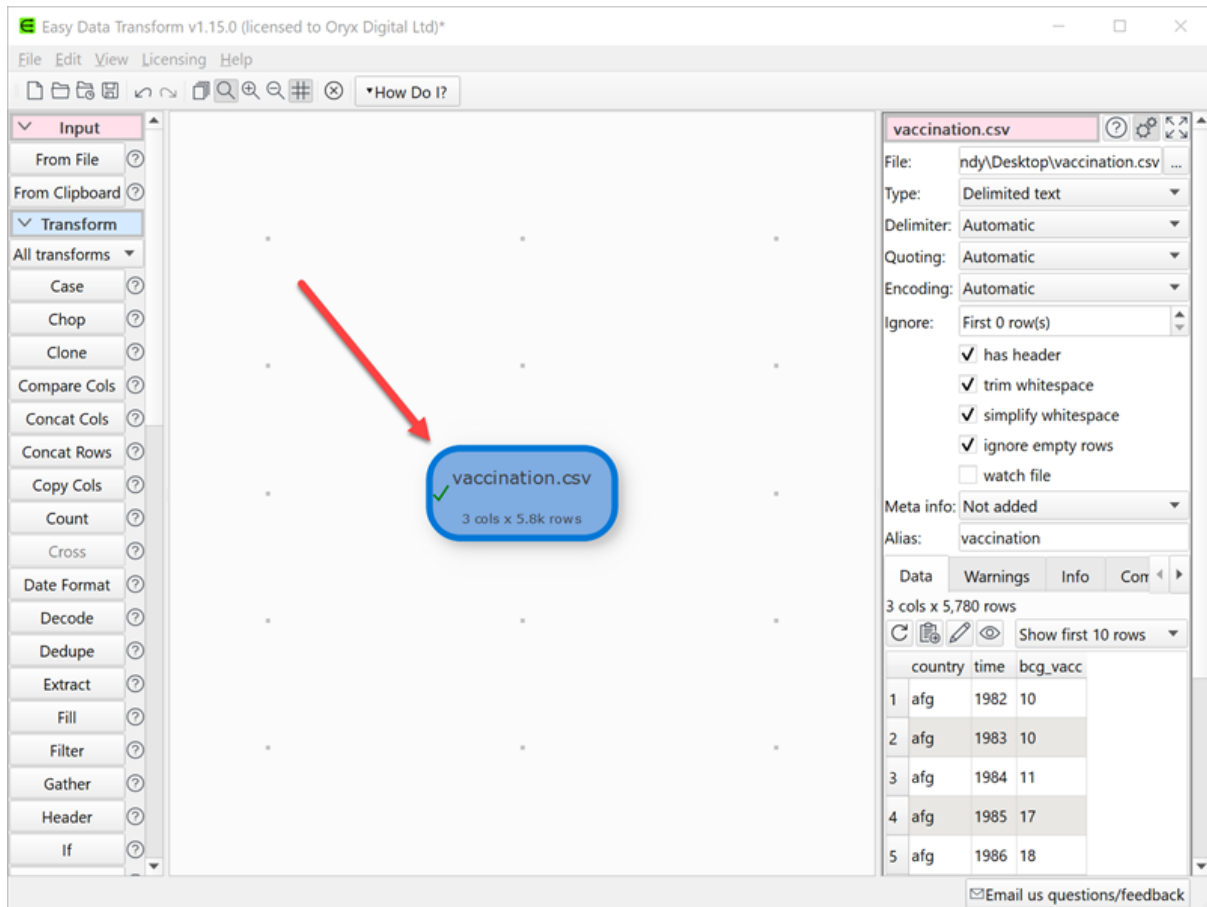 Easy Data Transform v1.15.0 (licensed to Oryx Digital Ltd)*
File Edit View Licensing Help
How Do I?
Input
From File ?
From Clipboard ?
Transform
All transforms
Case ?
Chop ?
Clone ?
Compare Cols ?
Concat Cols ?
Concat Rows ?
Copy Cols ?
Count ?
Cross ?
Date Format ?
Decode ?
Dedupe ?
Extract ?
Fill ?
Filter ?
Gather ?
Header ?
If ?
vaccination.csv
3 cols x 5.8k rows
vaccination.csv ?
File: ndy\Desktop\vaccination.csv ...
Type: Delimited text
Delimiter: Automatic
Quoting: Automatic
Encoding: Automatic
Ignore: First 0 row(s)
has header
trim whitespace
simplify whitespace
ignore empty rows
watch file
Meta info: Not added
Alias: vaccination
Data Warnings Info Com
3 cols x 5,780 rows
Show first 10 rows
country time bcg_vacc
1 afg 1982 10
2 afg 1983 10
3 afg 1984 11
4 afg 1985 17
5 afg 1986 18
Email us questions/feedback